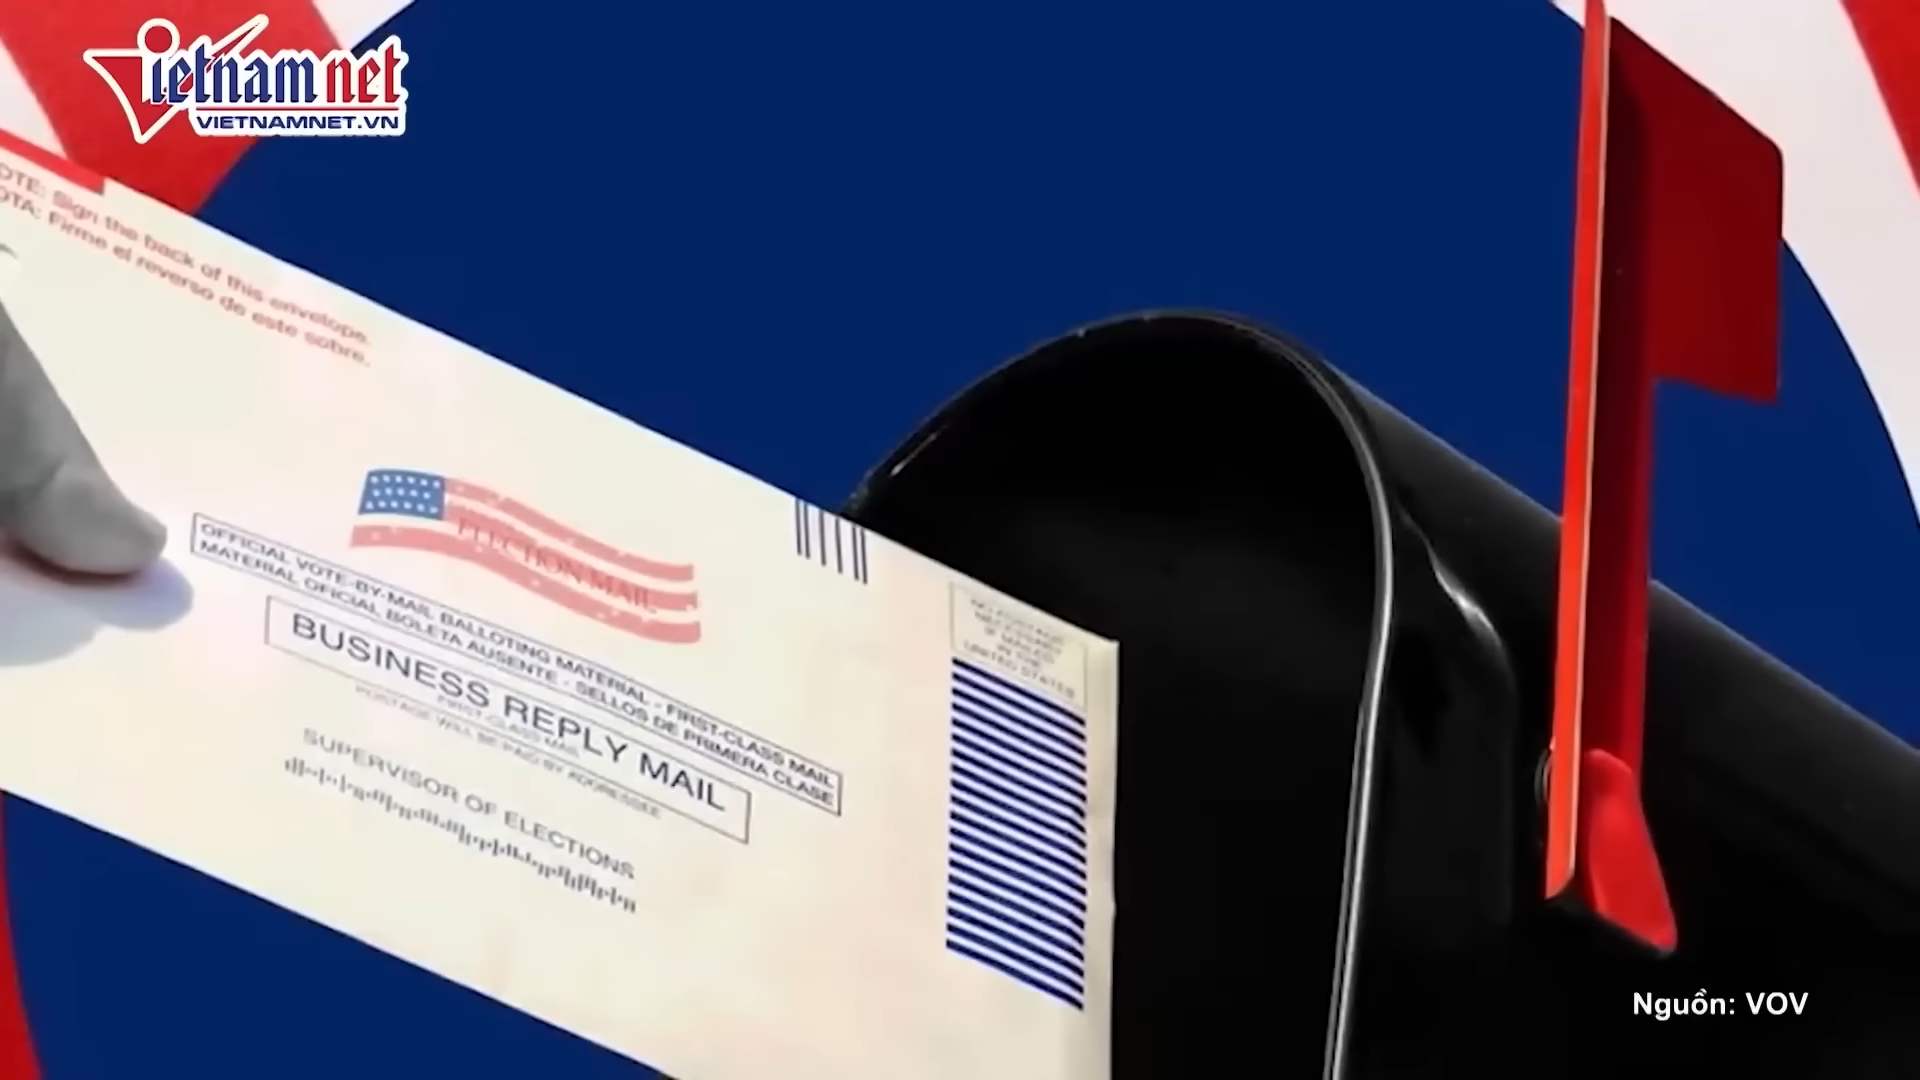 Vietnamnet
VIETNAMNET.VN
OTE: Sign the back of this envelope.
OTA: Firme el reverso de este sobre.
ELECTION MAIL
OFFICIAL VOTE-BY-MAIL BALLOTING MATERIAL - FIRST-CLASS MAIL
MATERIAL OFICIAL BOLETA AUSENTE - SELLOS DE PRIMERA CLASE
BUSINESS REPLY MAIL
FIRST-CLASS MAIL
POSTAGE WILL BE PAID BY ADDRESSEE
SUPERVISOR OF ELECTIONS
NO POSTAGE
NECESSARY
IF MAILED
IN THE
UNITED STATES
Nguồn: VOV